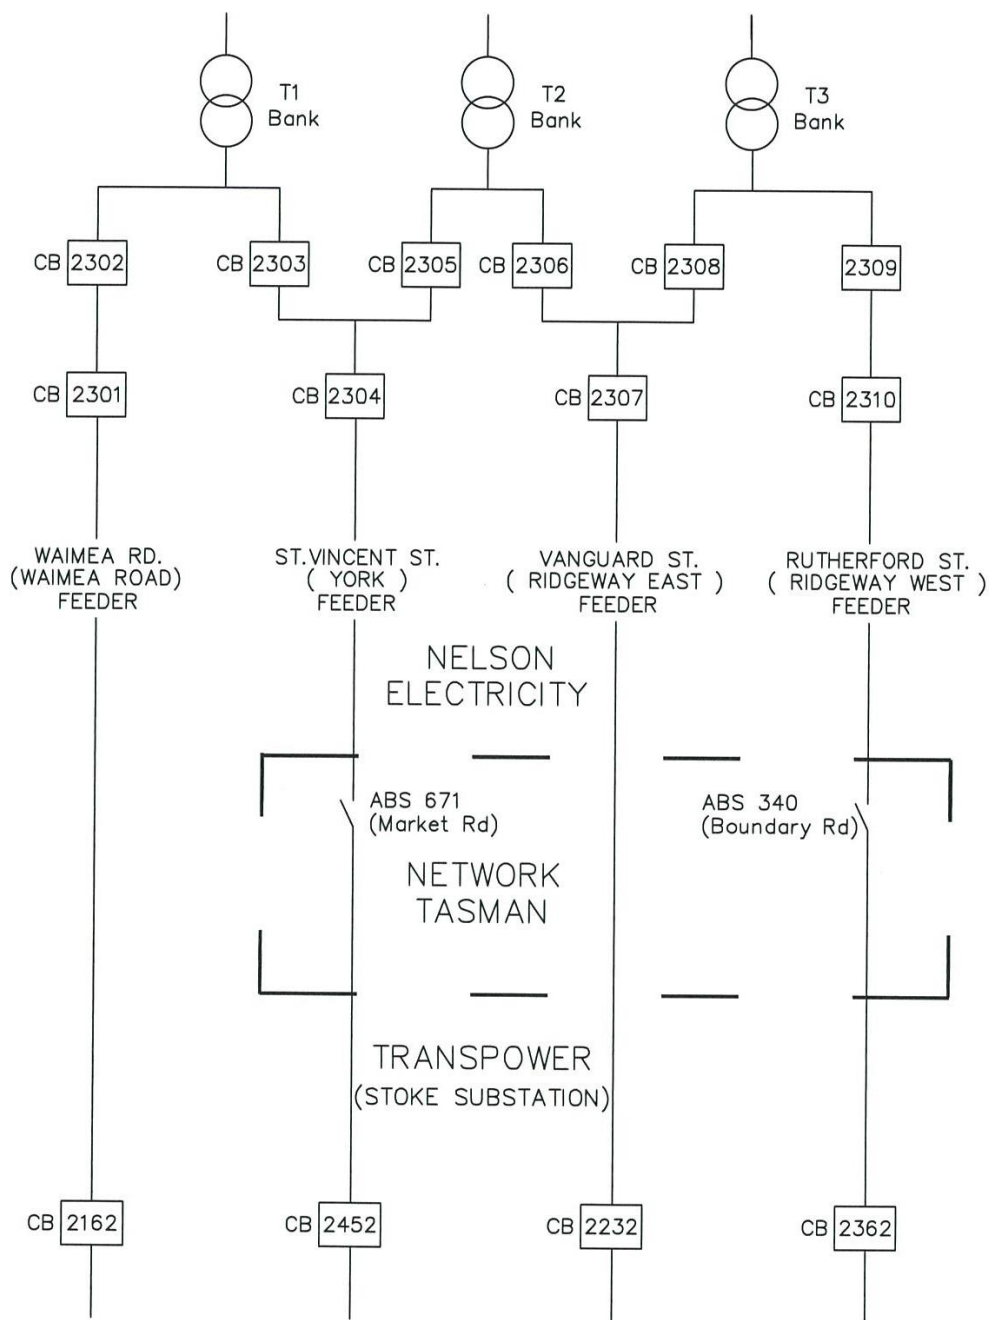 T1
Bank
T2
Bank
T3
Bank
CB 2302
CB 2303
CB 2305
CB 2306
CB 2308
2309
CB 2301
CB 2304
CB 2307
CB 2310
WAIMEA RD.
(WAIMEA ROAD)
FEEDER
ST.VINCENT ST.
( YORK )
FEEDER
VANGUARD ST.
( RIDGEWAY EAST )
FEEDER
RUTHERFORD ST.
( RIDGEWAY WEST )
FEEDER
NELSON
ELECTRICITY
ABS 671
(Market Rd)
ABS 340
(Boundary Rd)
NETWORK
TASMAN
TRANSPOWER
(STOKE SUBSTATION)
CB 2162
CB 2452
CB 2232
CB 2362